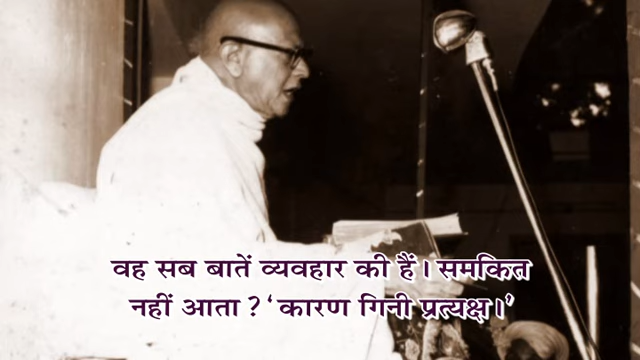 वह सब बातें व्यवहार की हैं। समकित
नहीं आता ? ‘ कारण गिनी प्रत्यक्ष।’